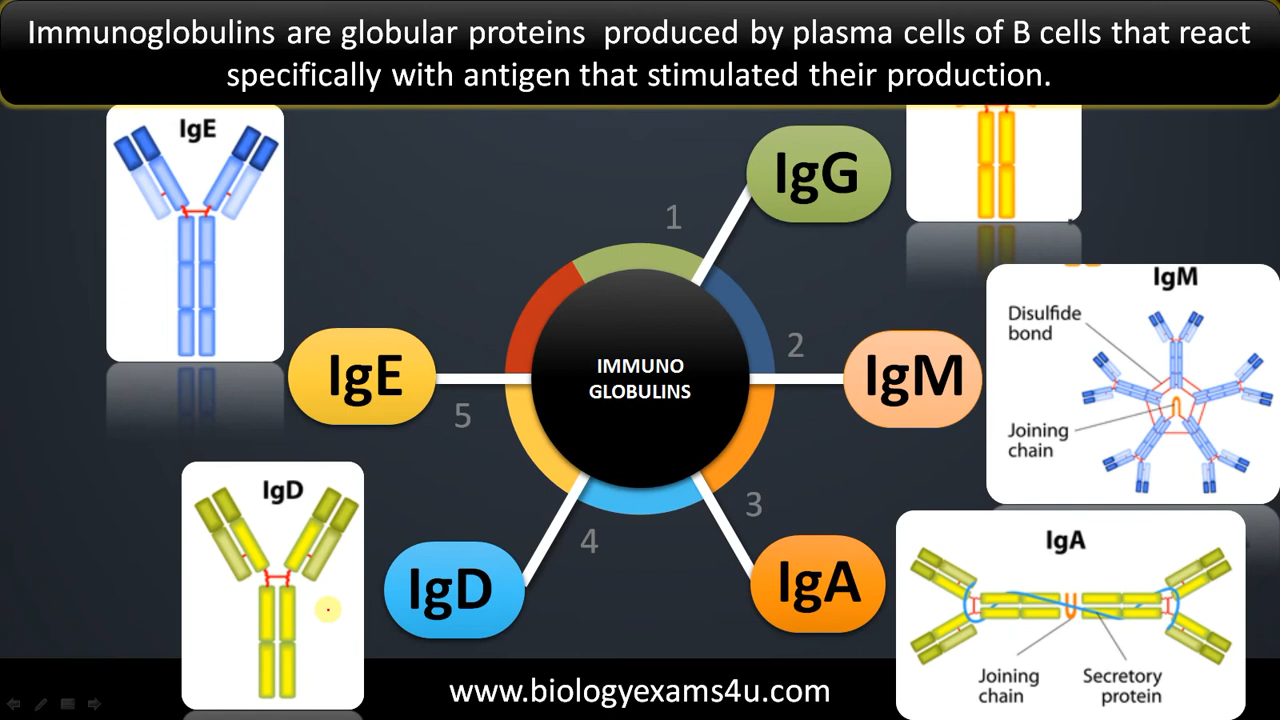 Immunoglobulins are globular proteins produced by plasma cells of B cells that react
specifically with antigen that stimulated their production.
IgE
IgG
1
IgM
Disulfide
bond
Joining
chain
2
IgM
IMMUNO
GLOBULINS
IgE
5
IgD
3
4
IgD
IgA
IgA
Joining
chain
Secretory
protein
www.biologyexams4u.com